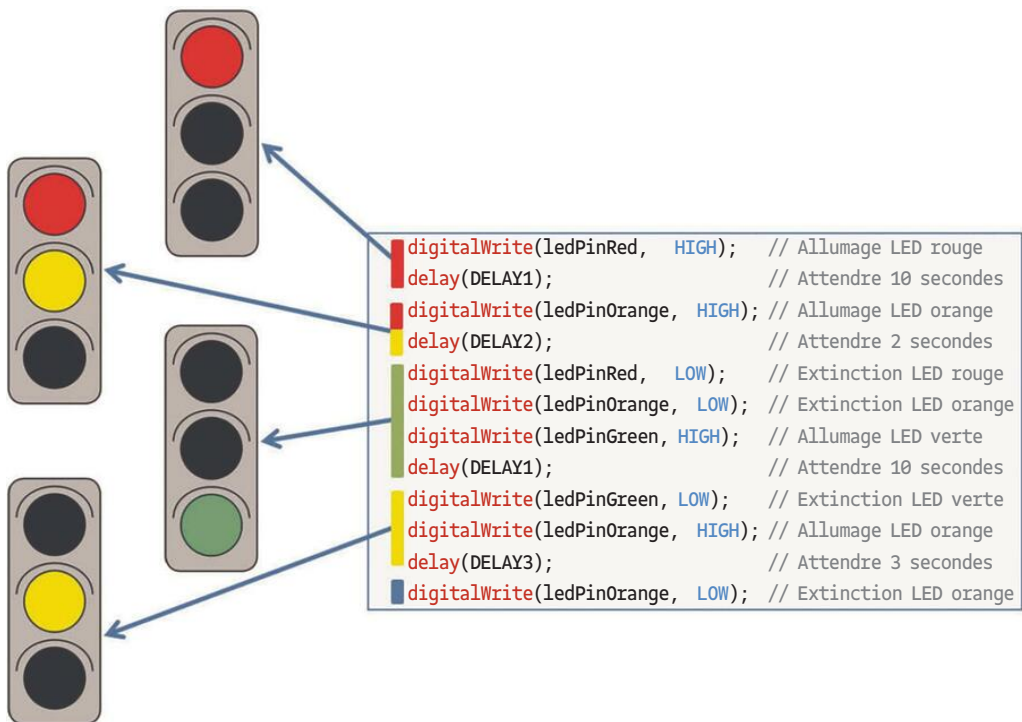 digitalWrite(ledPinRed, HIGH); // Allumage LED rouge
delay(DELAY1); // Attendre 10 secondes
digitalWrite(ledPinOrange, HIGH); // Allumage LED orange
delay(DELAY2); // Attendre 2 secondes
digitalWrite(ledPinRed, LOW); // Extinction LED rouge
digitalWrite(ledPinOrange, LOW); // Extinction LED orange
digitalWrite(ledPinGreen, HIGH); // Allumage LED verte
delay(DELAY1); // Attendre 10 secondes
digitalWrite(ledPinGreen, LOW); // Extinction LED verte
digitalWrite(ledPinOrange, HIGH); // Allumage LED orange
delay(DELAY3); // Attendre 3 secondes
digitalWrite(ledPinOrange, LOW); // Extinction LED orange